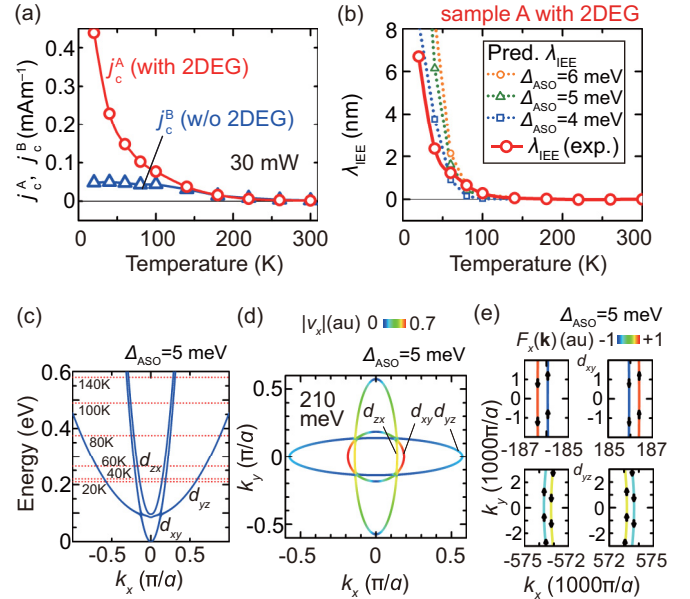 (a)
j_c^A, j_c^B (mAm⁻¹)
0.4
0.3
0.2
0.1
0
j_c^A (with 2DEG)
j_c^B (w/o 2DEG)
30 mW
0 100 200 300
Temperature (K)
(b)
sample A with 2DEG
λ_IEE (nm)
8
6
4
2
0
Pred. λ_IEE
Δ_ASO=6 meV
Δ_ASO=5 meV
Δ_ASO=4 meV
λ_IEE (exp.)
0 100 200 300
Temperature (K)
(c)
Δ_ASO=5 meV
Energy (eV)
0.6
0.4
0.2
0
140K
100K
80K
60K
40K
20K
d_zx
d_yz
d_xy
-1.0 -0.5 0 0.5 1.0
k_x (π/a)
(d)
|v_x|(au) 0 0.7
Δ_ASO=5 meV
k_y (π/a)
0.5
0
-0.5
210
meV
d_zx d_xy d_yz
-0.5 0 0.5
k_x (π/a)
(e)
Δ_ASO=5 meV
F_x(k) (au) -1 +1
k_y (1000π/a)
d_xy
2
1
0
-1
-2
-187 -185 185 187
d_yz
2
0
-2
-575 -572 572 575
k_x (1000π/a)